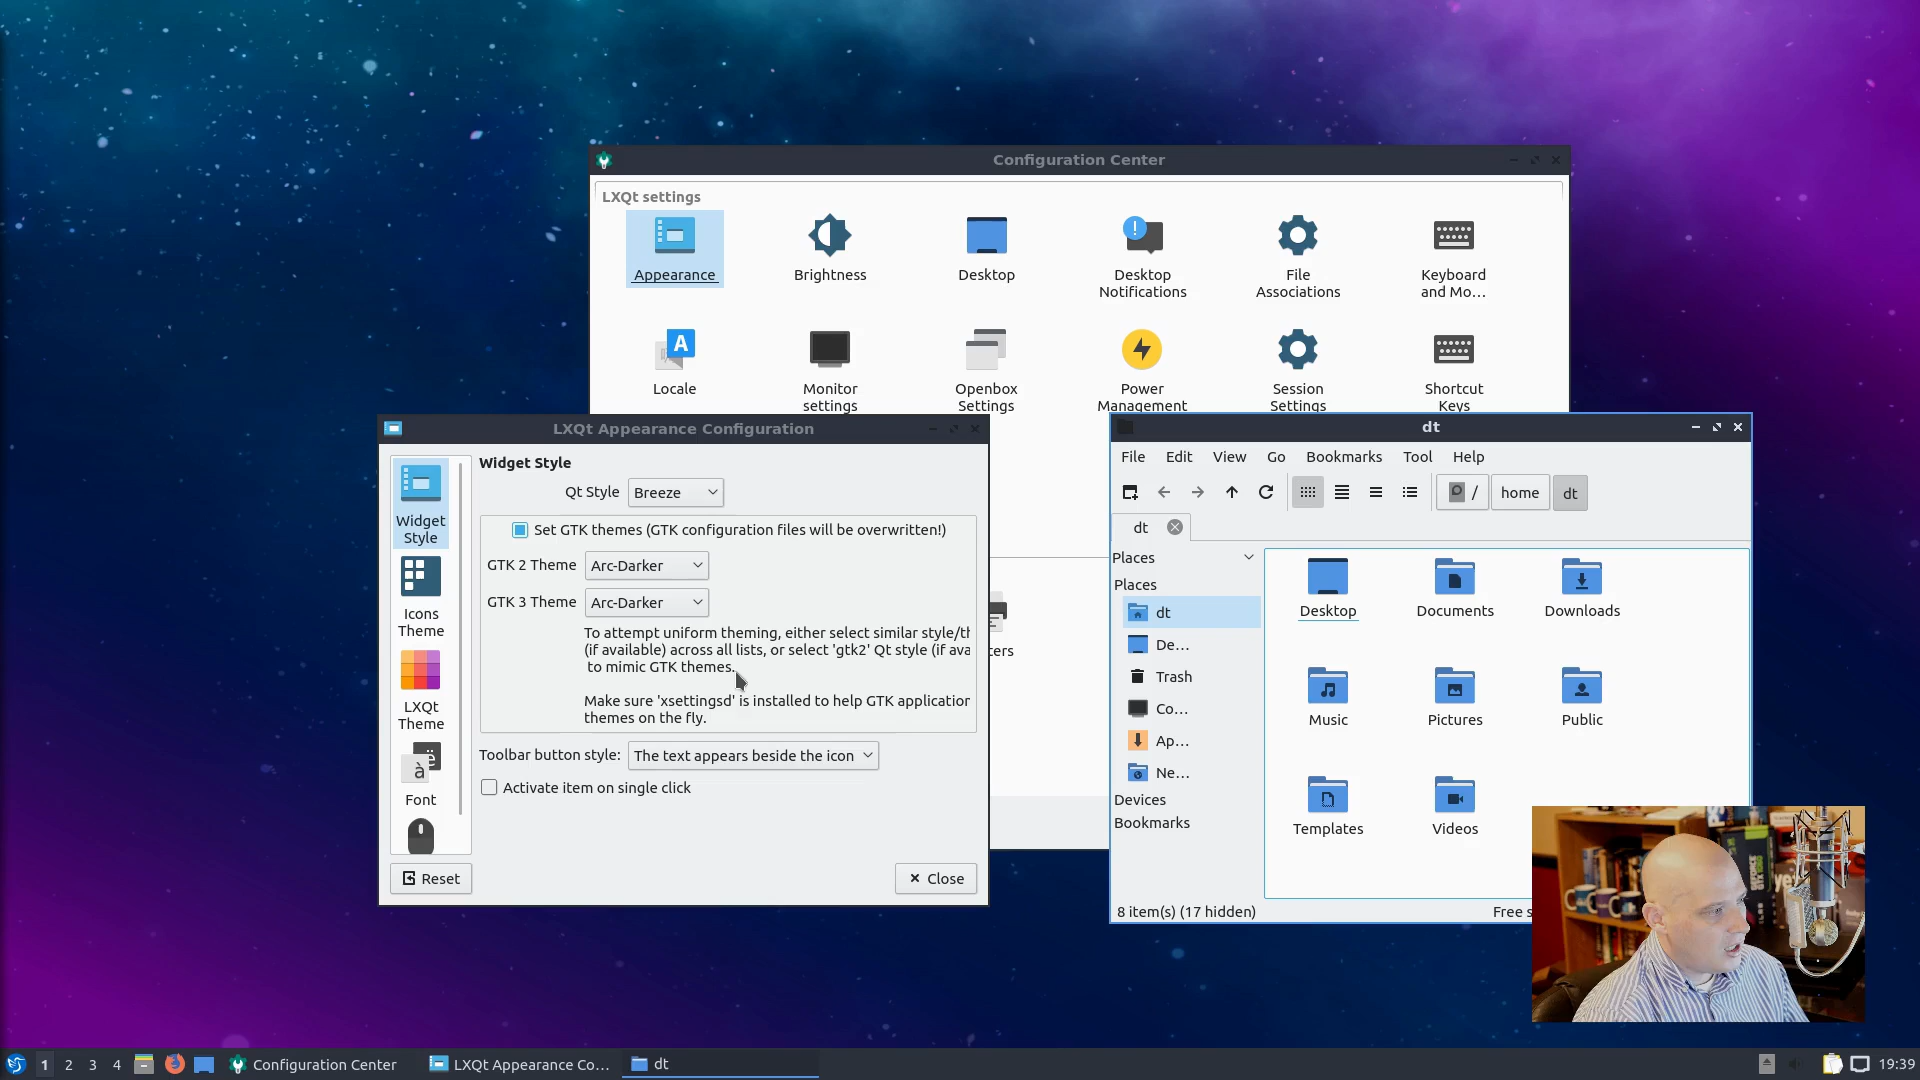 Configuration Center
LXQt settings
Appearance
Brightness
Desktop
Desktop
Notifications
File
Associations
Keyboard
and Mo...
Locale
Monitor
settings
Openbox
Settings
Power
Management
Session
Settings
Shortcut
Keys
LXQt Appearance Configuration
Widget
Style
Icons
Theme
LXQt
Theme
Font
Widget Style
Qt Style Breeze
Set GTK themes (GTK configuration files will be overwritten!)
GTK 2 Theme Arc-Darker
GTK 3 Theme Arc-Darker
To attempt uniform theming, either select similar style/th
(if available) across all lists, or select 'gtk2' Qt style (if ava
to mimic GTK themes.
Make sure 'xsettingsd' is installed to help GTK application
themes on the fly.
Toolbar button style: The text appears beside the icon
Activate item on single click
Reset
Close
ters
dt
File Edit View Go Bookmarks Tool Help
/ home dt
dt
Places
Places
dt
De...
Trash
Co...
Ap...
Ne...
Devices
Bookmarks
Desktop
Documents
Downloads
Music
Pictures
Public
Templates
Videos
8 item(s) (17 hidden)
Free s
1 2 3 4 Configuration Center LXQt Appearance Co... dt 19:39